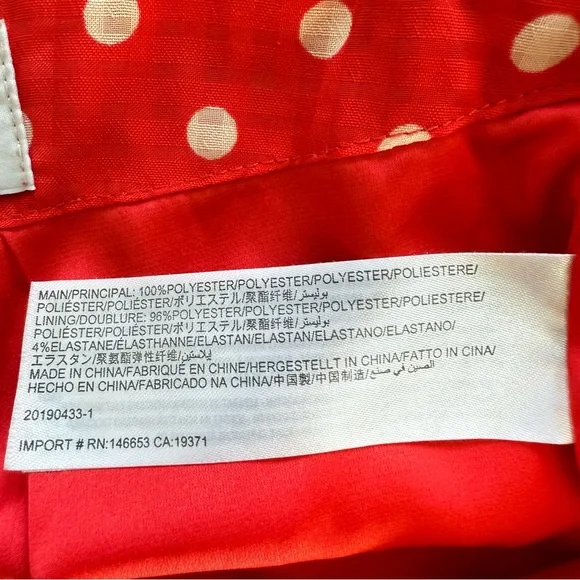 MAIN/PRINCIPAL: 100%POLYESTER/POLYESTER/POLYESTER/POLIESTERE/
POLIÉSTER/POLIÉSTER/ポリエステル/聚酯纤维/بوليستر/
LINING/DOUBLURE: 96%POLYESTER/POLYESTER/POLYESTER/POLIESTERE/
POLIÉSTER/POLIÉSTER/ポリエステル/聚酯纤维/بوليستر/
4%ELASTANE/ÉLASTHANNE/ELASTAN/ELASTAN/ELASTANO/ELASTANO/
エラスタン/聚氨酯弹性纤维/إيلاستين
MADE IN CHINA/FABRIQUÉ EN CHINE/HERGESTELLT IN CHINA/FATTO IN CINA/
HECHO EN CHINA/FABRICADO NA CHINA/中国製/中国制造/الصين في صنع
20190433-1
IMPORT # RN:146653 CA:19371